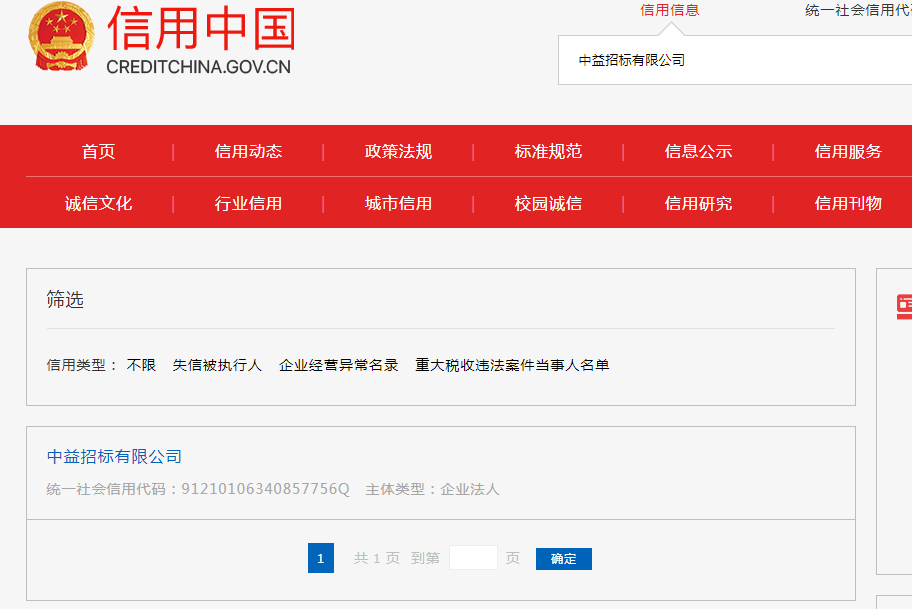 信用中国
CREDITCHINA.GOV.CN
信用信息 统一社会信用代
中益招标有限公司
首页 | 信用动态 | 政策法规 | 标准规范 | 信息公示 | 信用服务
诚信文化 | 行业信用 | 城市信用 | 校园诚信 | 信用研究 | 信用刊物
筛选
信用类型： 不限 失信被执行人 企业经营异常名录 重大税收违法案件当事人名单
中益招标有限公司
统一社会信用代码：91210106340857756Q 主体类型：企业法人
1 共 1 页 到第 页 确定